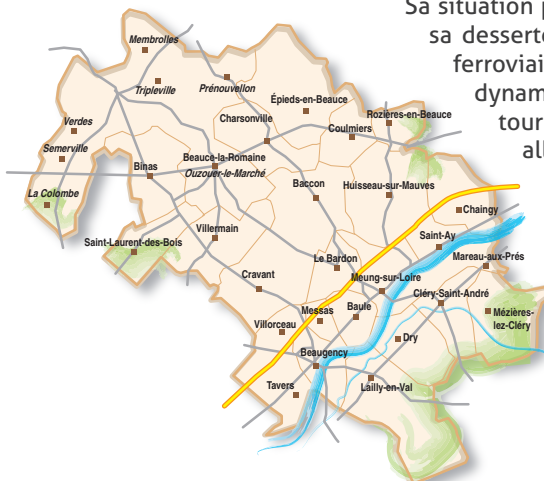 Sa situation p
sa desserte
ferroviai
dynam
tour
all
Membrolles
Tripleville
Prénouvellon
Épieds-en-Beauce
Charsonville
Rozières-en-Beauce
Coulmiers
Verdes
Semerville
Binas
Beauce-la-Romaine
Ouzouer-le-Marché
La Colombe
Baccon
Huisseau-sur-Mauves
Chaingy
Villermain
Saint-Laurent-des-Bois
Saint-Ay
Le Bardon
Mareau-aux-Prés
Cravant
Meung-sur-Loire
Cléry-Saint-André
Messas
Baule
Mézières-
lez-Cléry
Villorceau
Dry
Beaugency
Tavers
Lailly-en-Val